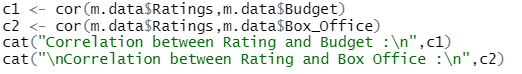 c1 <- cor(m.data$Ratings,m.data$Budget)
c2 <- cor(m.data$Ratings,m.data$Box_Office)
cat("Correlation between Rating and Budget :\n",c1)
cat("\nCorrelation between Rating and Box Office :\n",c2)